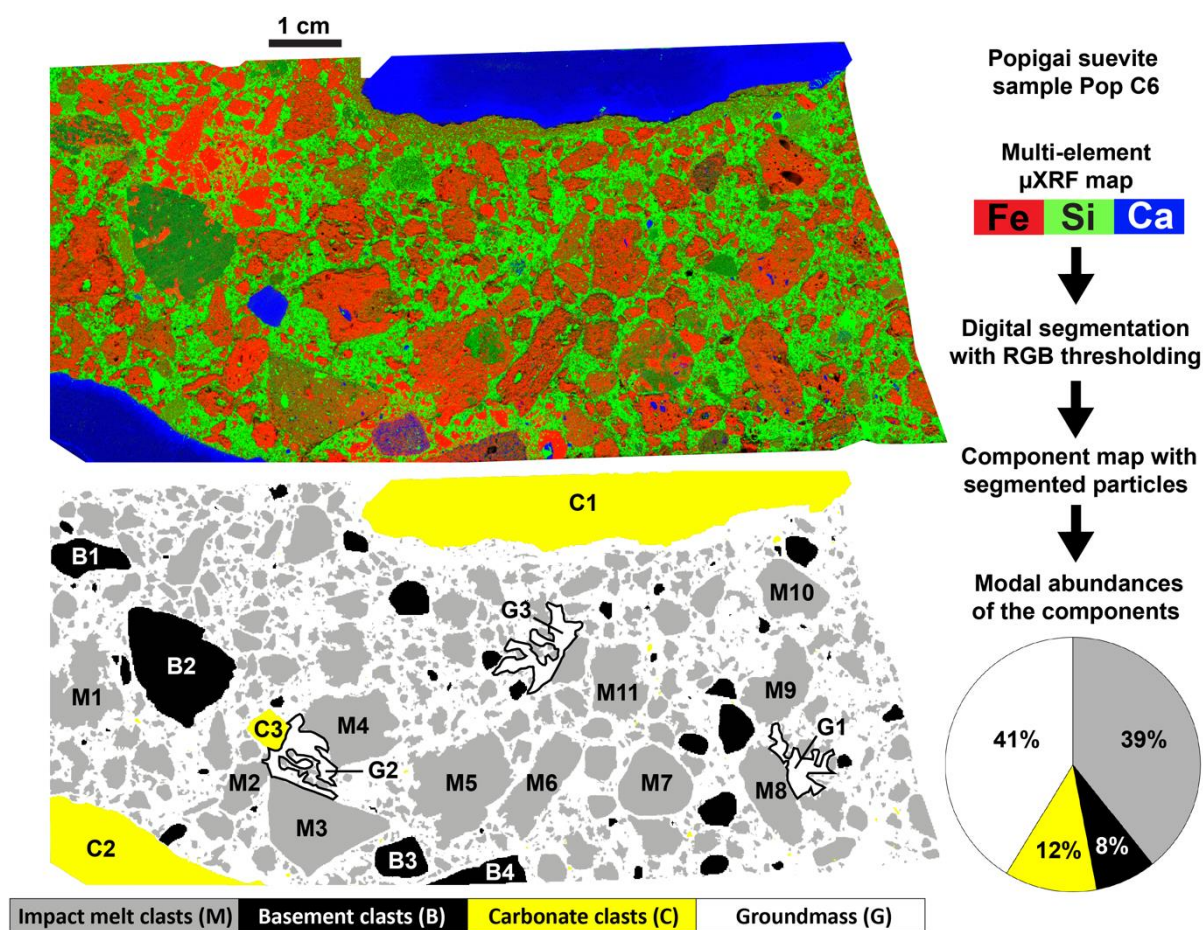 1 cm
Popigai suevite
sample Pop C6
Multi-element
µXRF map
Fe Si Ca
Digital segmentation
with RGB thresholding
Component map with
segmented particles
Modal abundances
of the components
41%
39%
12%
8%
C1
B1
M10
G3
B2
M1
M11
M9
C3
M4
G1
G2
M2
M5
M6
M7
M8
M3
C2
B3
B4
Impact melt clasts (M) Basement clasts (B) Carbonate clasts (C) Groundmass (G)